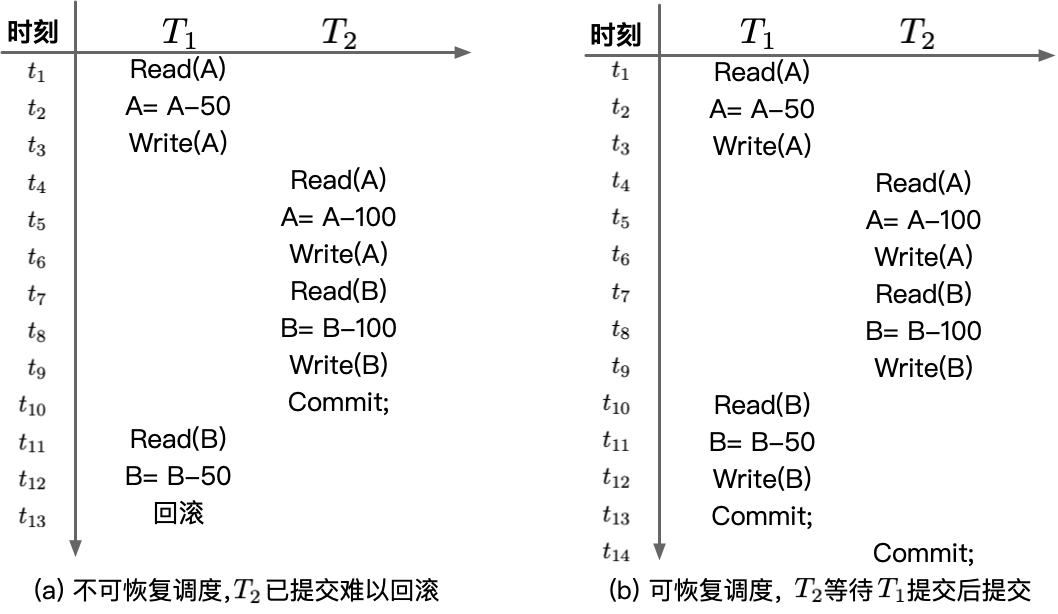 时刻 T₁ T₂
t₁ Read(A)
t₂ A= A-50
t₃ Write(A)
t₄ Read(A)
t₅ A= A-100
t₆ Write(A)
t₇ Read(B)
t₈ B= B-100
t₉ Write(B)
t₁₀ Commit;
t₁₁ Read(B)
t₁₂ B= B-50
t₁₃ 回滚
(a) 不可恢复调度,T₂已提交难以回滚
时刻 T₁ T₂
t₁ Read(A)
t₂ A= A-50
t₃ Write(A)
t₄ Read(A)
t₅ A= A-100
t₆ Write(A)
t₇ Read(B)
t₈ B= B-100
t₉ Write(B)
t₁₀ Read(B)
t₁₁ B= B-50
t₁₂ Write(B)
t₁₃ Commit;
t₁₄ Commit;
(b) 可恢复调度, T₂等待T₁提交后提交